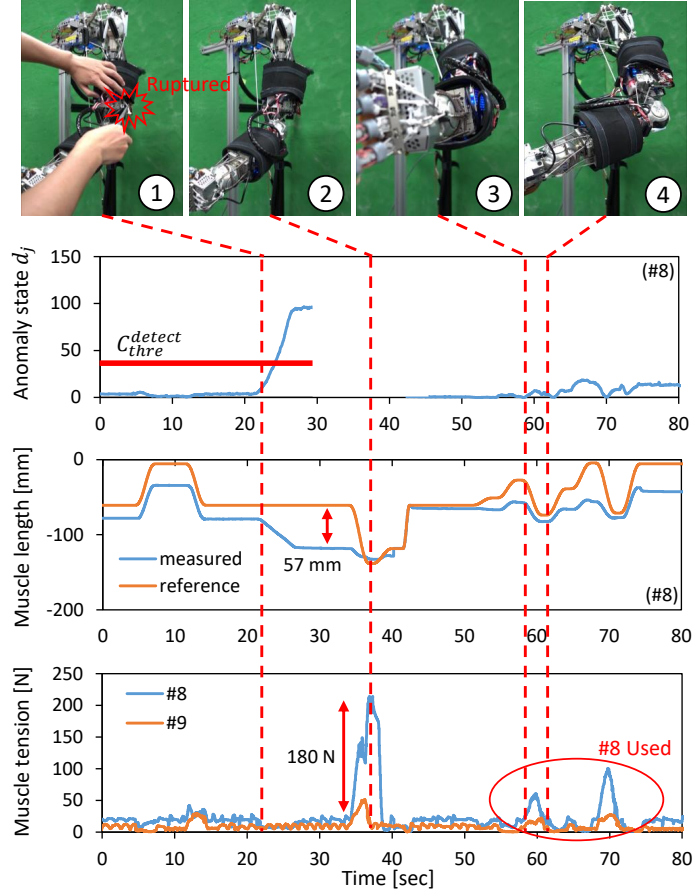 Ruptured
1
2
3
4
Anomaly state d_j
150
100
50
0
C_{thre}^{detect}
(#8)
0 10 20 30 40 50 60 70 80
Muscle length [mm]
0
-100
-200
measured
reference
57 mm
(#8)
0 10 20 30 40 50 60 70 80
Muscle tension [N]
250
200
150
100
50
0
#8
#9
180 N
#8 Used
0 10 20 30 40 50 60 70 80
Time [sec]